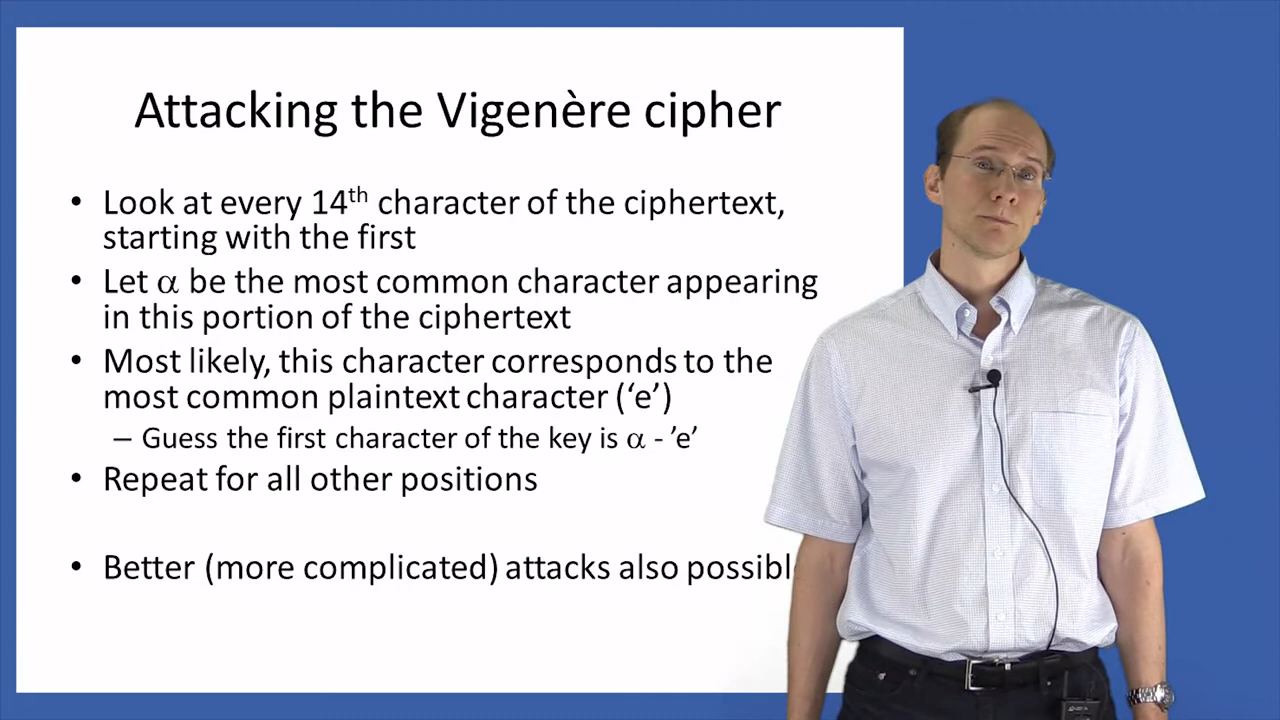 Attacking the Vigenère cipher
• Look at every 14th character of the ciphertext,
starting with the first
• Let α be the most common character appearing
in this portion of the ciphertext
• Most likely, this character corresponds to the
most common plaintext character (‘e’)
– Guess the first character of the key is α - ’e’
• Repeat for all other positions
• Better (more complicated) attacks also possible